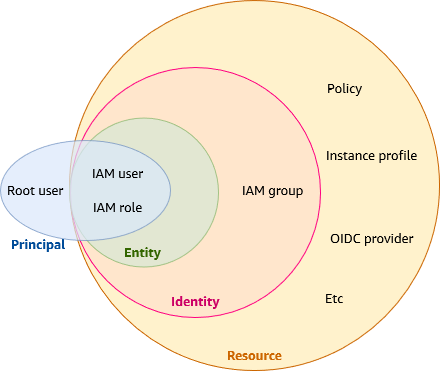 Policy
Instance profile
IAM user
Root user
IAM group
IAM role
OIDC provider
Principal
Entity
Identity
Etc
Resource